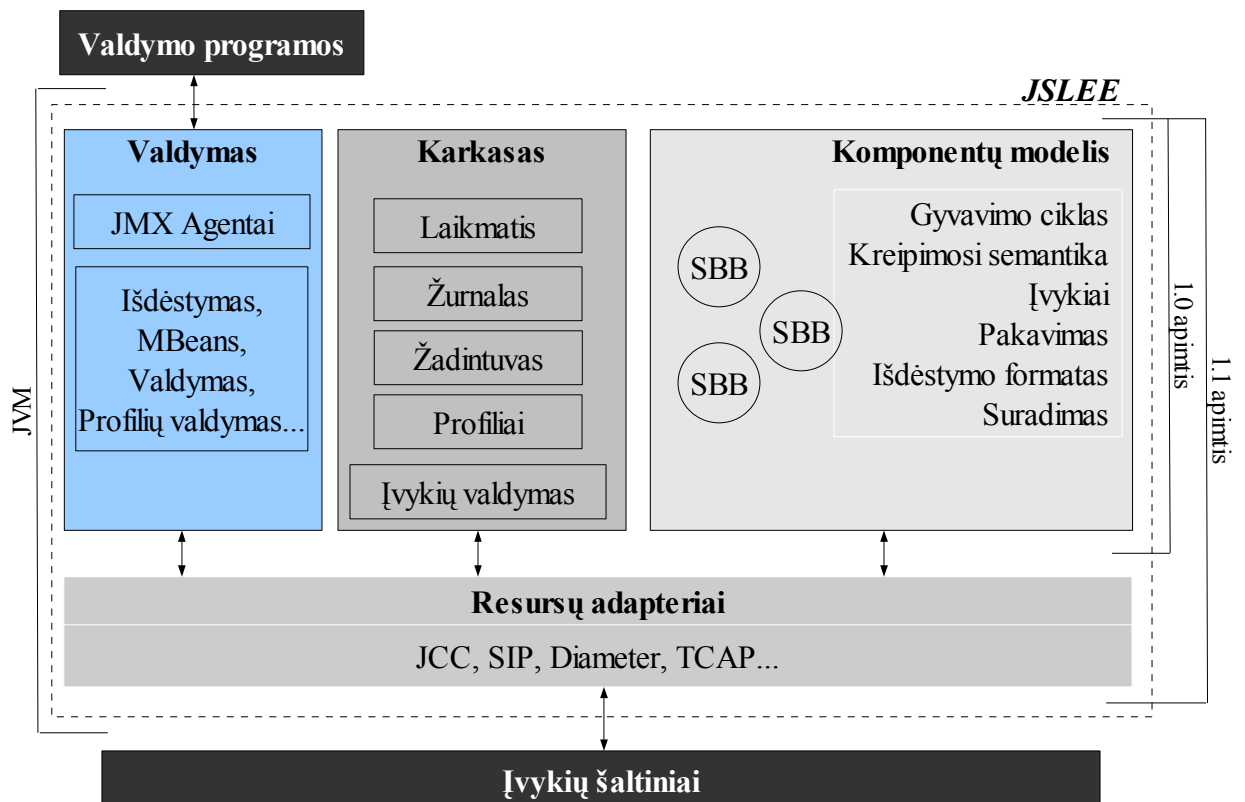 Valdymo programos
JSLEE
JVM
Valdymas
JMX Agentai
Išdėstymas,
MBeans,
Valdymas,
Profilių valdymas...
Karkasas
Laikmatis
Žurnalas
Žadintuvas
Profiliai
Įvykių valdymas
Komponentų modelis
SBB
SBB
SBB
Gyvavimo ciklas
Kreipimosi semantika
Įvykiai
Pakavimas
Išdėstymo formatas
Suradimas
1.0 apimtis
1.1 apimtis
Resursų adapteriai
JCC, SIP, Diameter, TCAP...
Įvykių šaltiniai